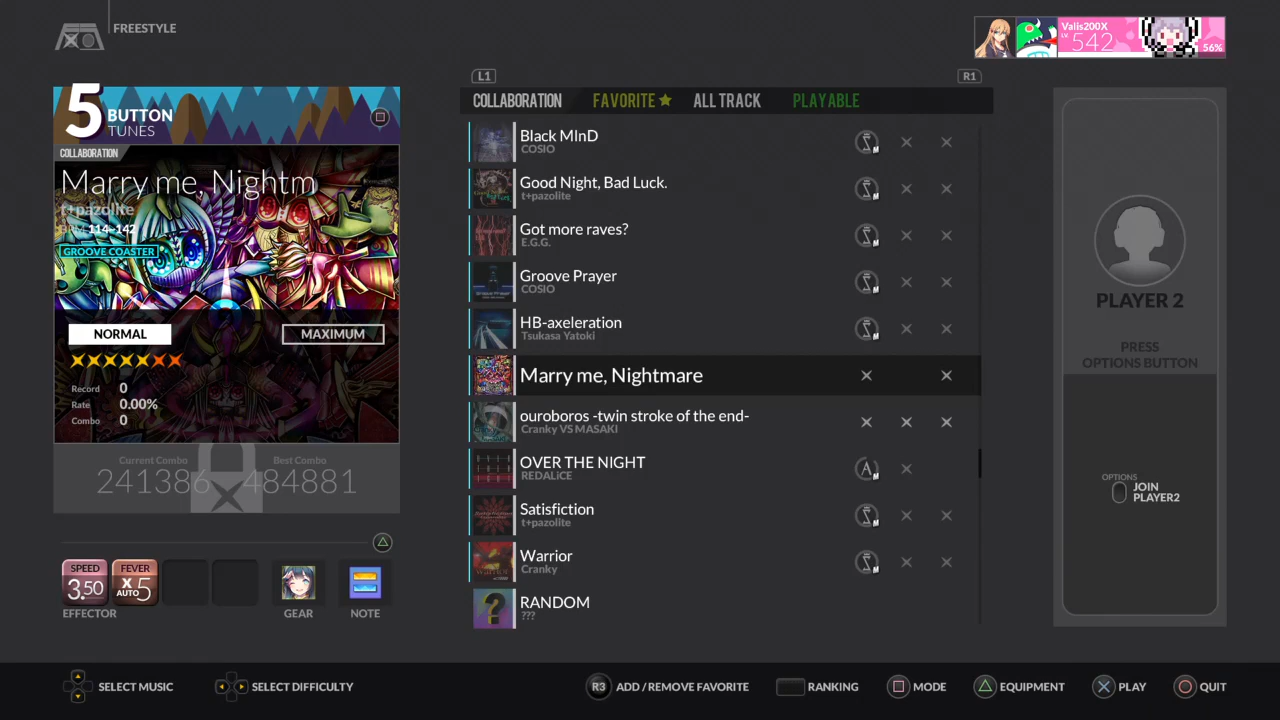 FREESTYLE
Valis200X
LV. 542
56%
L1
R1
COLLABORATION
FAVORITE
ALL TRACK
PLAYABLE
5 BUTTON
TUNES
COLLABORATION
Marry me, Nightm
t+pazolite
BPM 114~142
GROOVE COASTER
NORMAL
MAXIMUM
Record 0
Rate 0.00%
Combo 0
Current Combo
Best Combo
241386
484881
SPEED
3.50
FEVER
X5
AUTO
EFFECTOR
GEAR
NOTE
Black MInD
COSIO
Good Night, Bad Luck.
t+pazolite
Got more raves?
E.G.G.
Groove Prayer
COSIO
HB-axeleration
Tsukasa Yatoki
Marry me, Nightmare
ouroboros -twin stroke of the end-
Cranky VS MASAKI
OVER THE NIGHT
REDALiCE
Satisfiction
t+pazolite
Warrior
Cranky
RANDOM
???
PLAYER 2
PRESS
OPTIONS BUTTON
OPTIONS
JOIN
PLAYER2
SELECT MUSIC
SELECT DIFFICULTY
R3 ADD / REMOVE FAVORITE
RANKING
MODE
EQUIPMENT
PLAY
QUIT